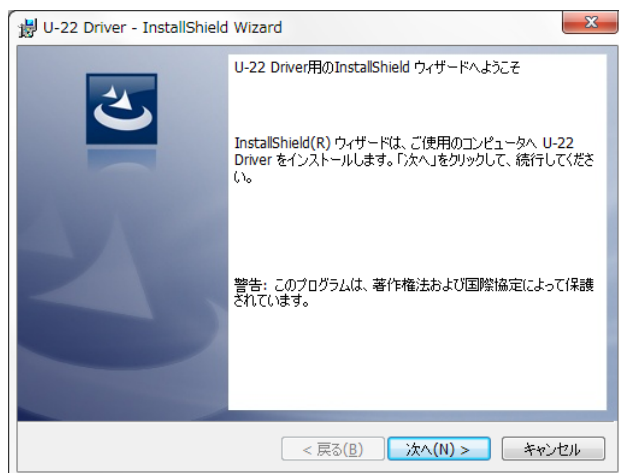 U-22 Driver - InstallShield Wizard
U-22 Driver用のInstallShield ウィザードへようこそ
InstallShield(R) ウィザードは、ご使用のコンピュータへ U-22
Driver をインストールします。「次へ」をクリックして、続行してくださ
い。
警告: このプログラムは、著作権法および国際協定によって保護
されています。
< 戻る(B)
次へ(N) >
キャンセル